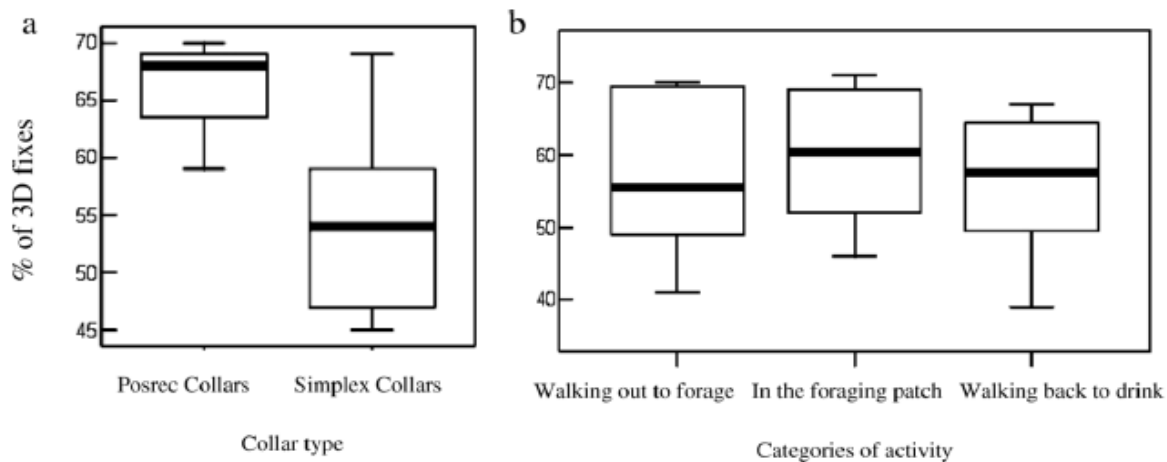 a
70
65
60
55
50
45
% of 3D fixes
Posrec Collars Simplex Collars
Collar type
b
70
60
50
40
Walking out to forage In the foraging patch Walking back to drink
Categories of activity